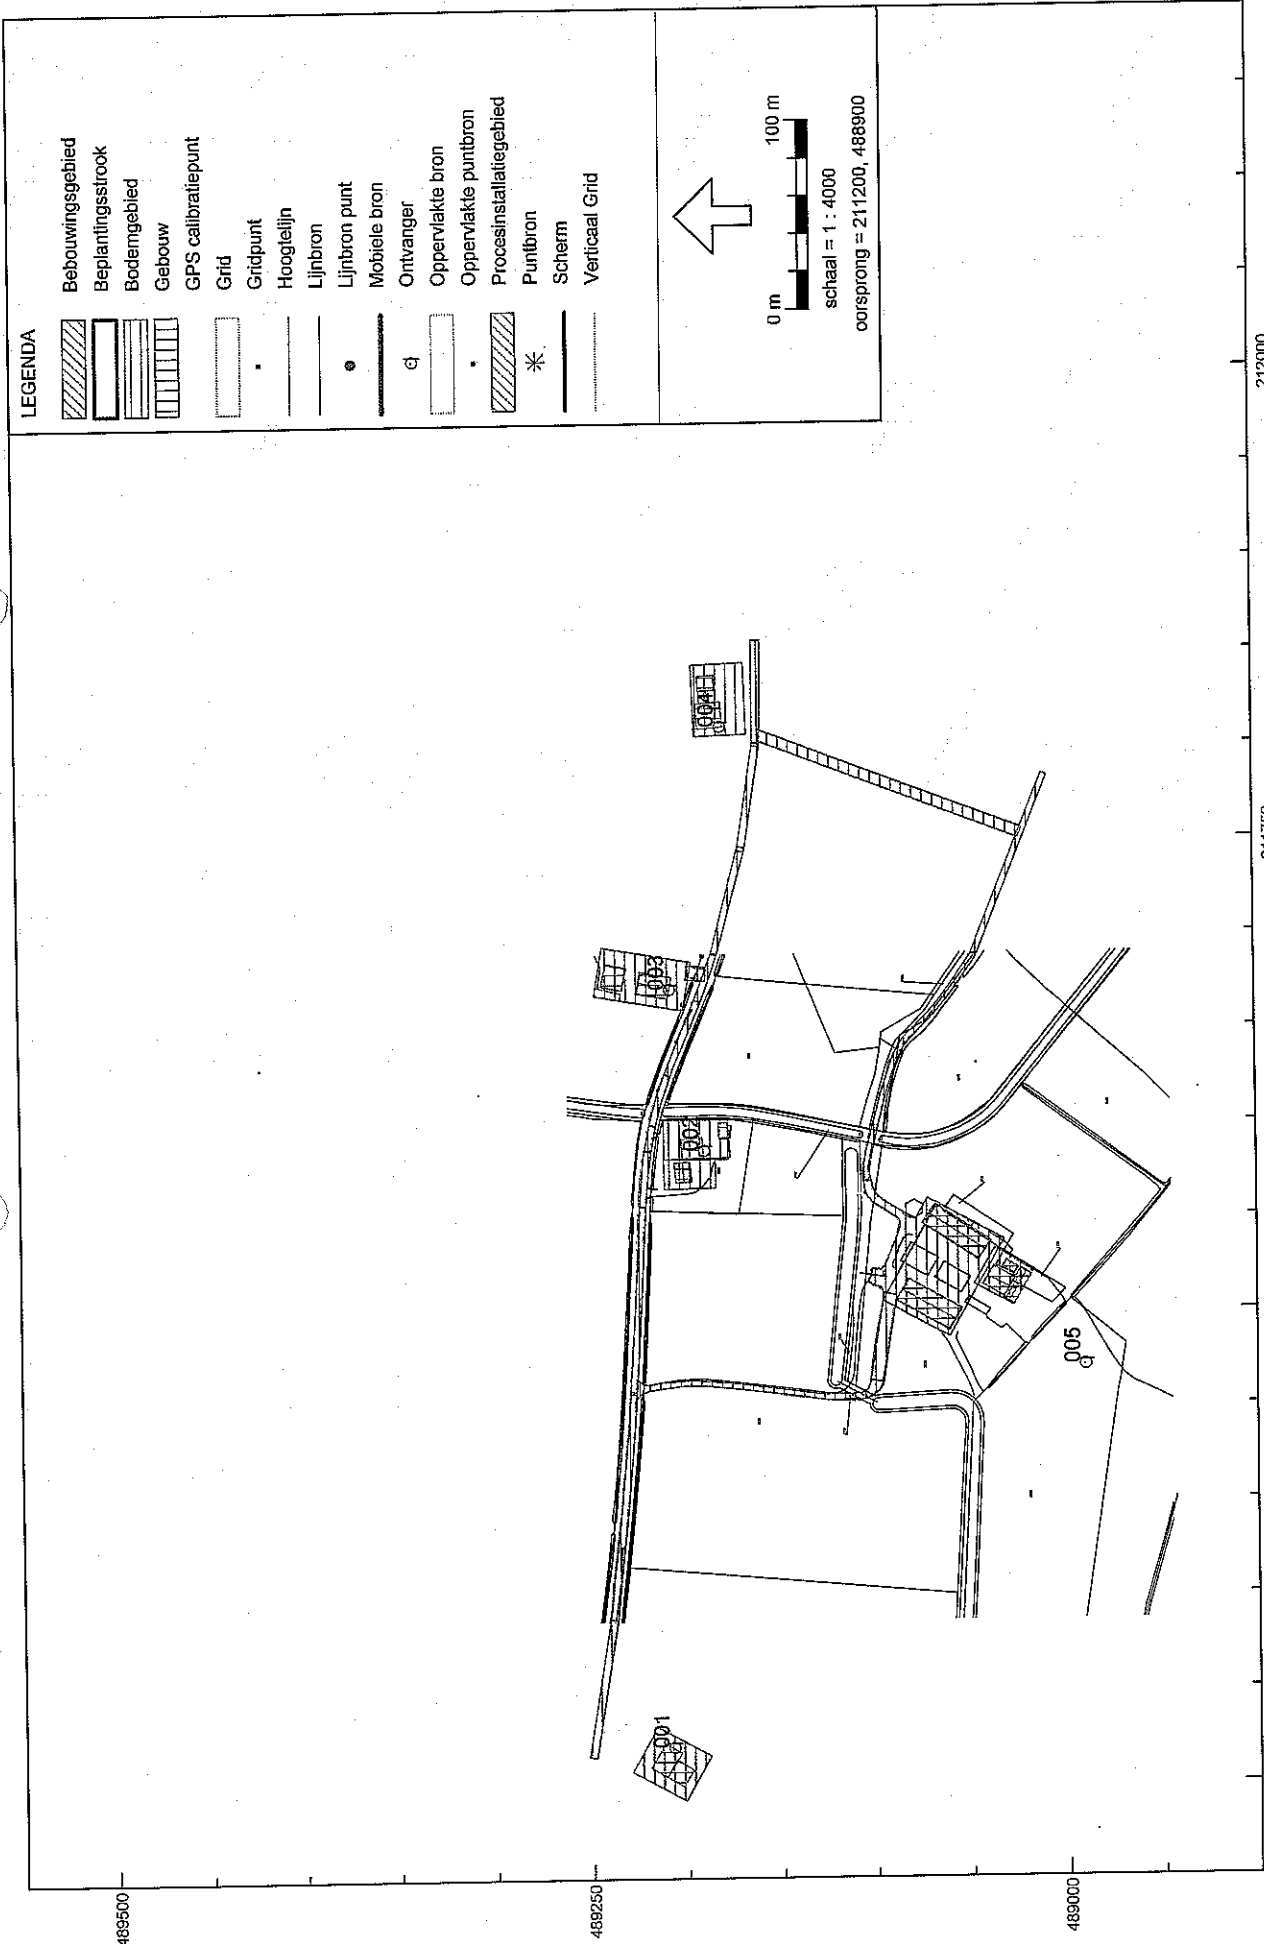 LEGENDA
Bebouwingsgebied
Beplantingsstrook
Bodemgebied
Gebouw
GPS calibratiepunt
Grid
Gridpunt
Hoogtelijn
Lijnbron
Lijnbron punt
Mobiele bron
Ontvanger
Oppervlakte bron
Oppervlakte puntbron
Procesinstallatiegebied
Puntbron
Scherm
Verticaal Grid
0 m 100 m
schaal = 1 : 4000
oorsprong = 211200, 488900
489500
489250
489000
212000
001
002
003
004
005